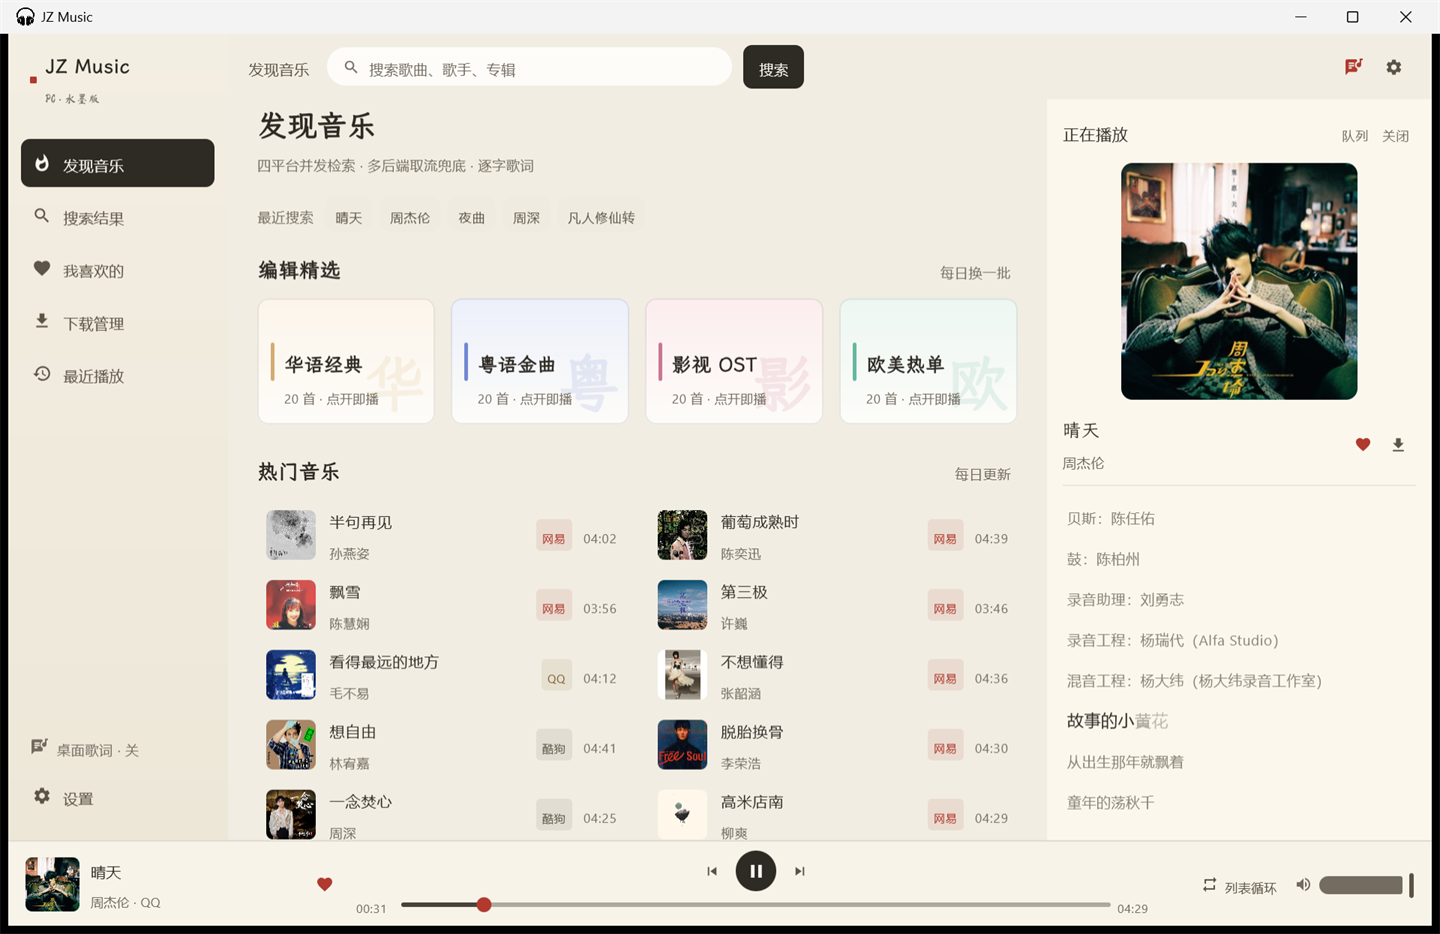 JZ Music
JZ Music
PC · 水墨版
发现音乐
搜索结果
我喜欢的
下载管理
最近播放
桌面歌词 · 关
设置
发现音乐
搜索歌曲、歌手、专辑
搜索
发现音乐
四平台并发检索 · 多后端取流兜底 · 逐字歌词
最近搜索 晴天 周杰伦 夜曲 周深 凡人修仙转
编辑精选 每日换一批
华语经典 华
20 首 · 点开即播
粤语金曲 粤
20 首 · 点开即播
影视 OST 影
20 首 · 点开即播
欧美热单 欧
20 首 · 点开即播
热门音乐 每日更新
半句再见
孙燕姿
网易 04:02
葡萄成熟时
陈奕迅
网易 04:39
飘雪
陈慧娴
网易 03:56
第三极
许巍
网易 03:46
看得最远的地方
毛不易
QQ 04:12
不想懂得
张韶涵
网易 04:36
想自由
林宥嘉
酷狗 04:41
脱胎换骨
李荣浩
网易 04:30
Free Soul
一念焚心
周深
酷狗 04:25
高米店南
柳爽
网易 04:29
正在播放 队列 关闭
周杰伦
Jay
晴天
周杰伦
贝斯：陈任佑
鼓：陈柏州
录音助理：刘勇志
录音工程：杨瑞代（Alfa Studio）
混音工程：杨大纬（杨大纬录音工作室）
故事的小黄花
从出生那年就飘着
童年的荡秋千
晴天
周杰伦 · QQ
00:31
04:29
列表循环